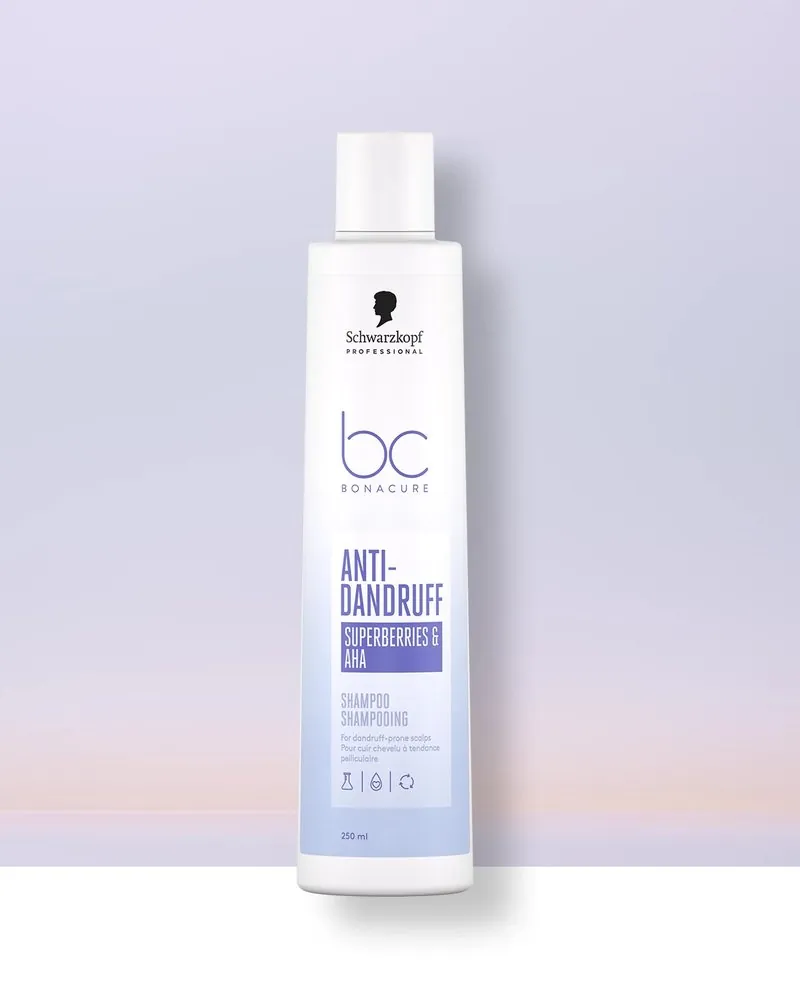 Schwarzkopf
PROFESSIONAL
bc
BONACURE
ANTI-
DANDRUFF
SUPERBERRIES &
AHA
SHAMPOO
SHAMPOOING
For dandruff-prone scalps
Pour cuir chevelu à tendance
pelliculaire
250 ml